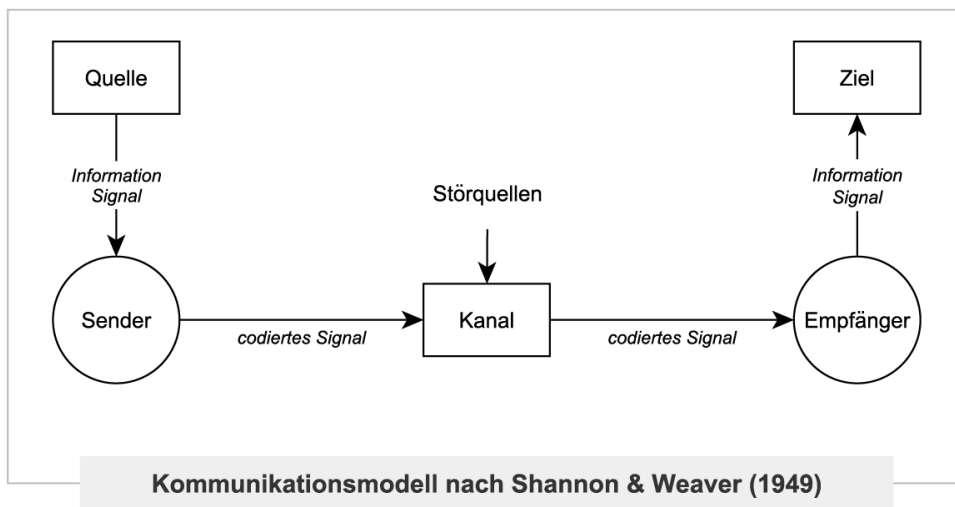 Quelle
Ziel
Information
Signal
Information
Signal
Störquellen
Sender
Kanal
Empfänger
codiertes Signal
codiertes Signal
Kommunikationsmodell nach Shannon & Weaver (1949)